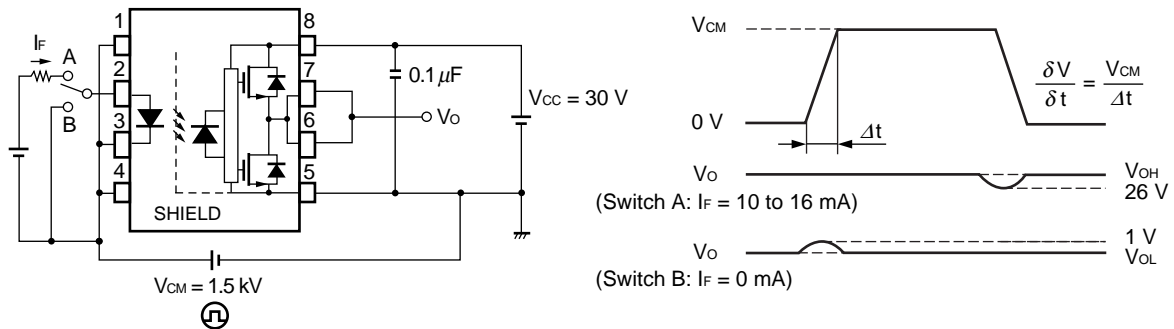 1
8
IF
A
2
7
0.1 μF
VCC = 30 V
VO
B
3
6
4
5
SHIELD
VCM = 1.5 kV
VCM
δV
δt
=
VCM
Δt
0 V
Δt
VO
VOH
26 V
(Switch A: IF = 10 to 16 mA)
1 V
VO
VOL
(Switch B: IF = 0 mA)